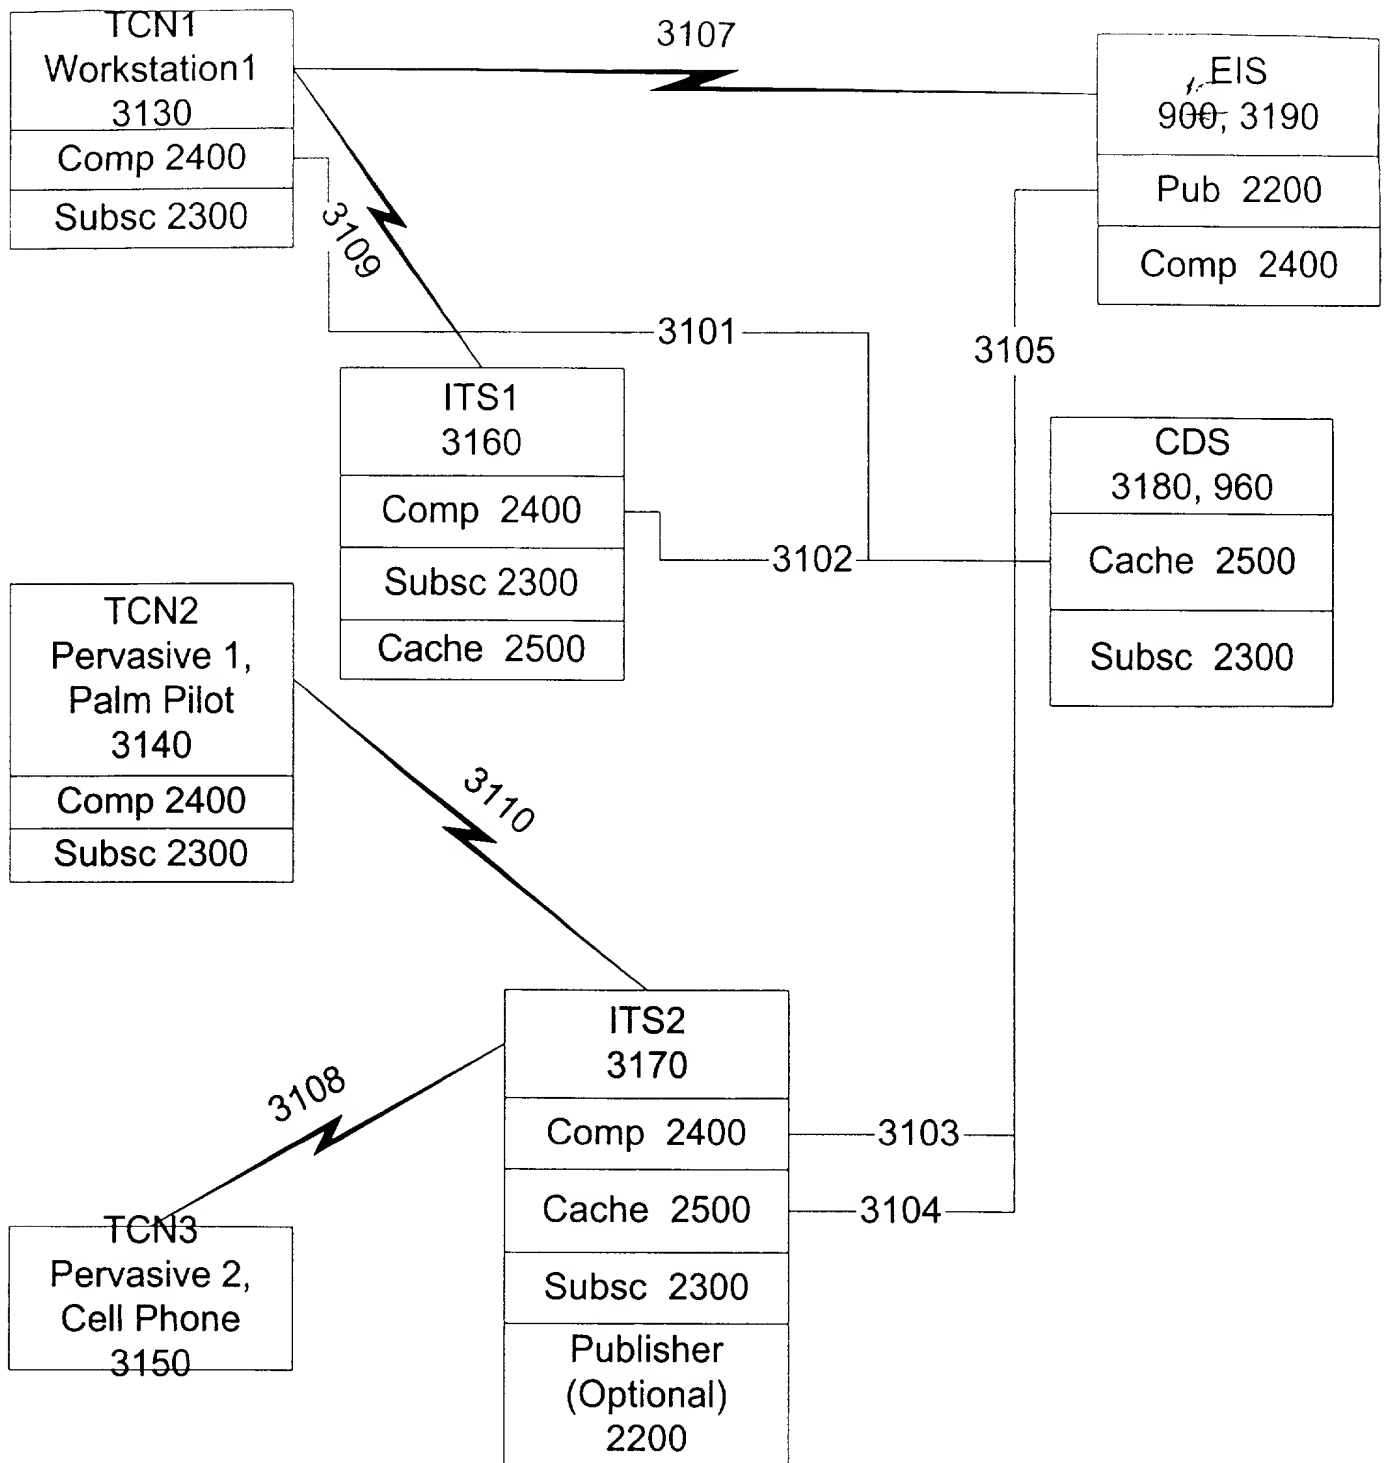 TCN1
Workstation1
3130
Comp 2400
Subsc 2300
3107
EIS
900, 3190
Pub 2200
Comp 2400
3109
3101
3105
ITS1
3160
Comp 2400
Subsc 2300
Cache 2500
3102
CDS
3180, 960
Cache 2500
Subsc 2300
TCN2
Pervasive 1,
Palm Pilot
3140
Comp 2400
Subsc 2300
3110
ITS2
3170
Comp 2400
Cache 2500
Subsc 2300
Publisher
(Optional)
2200
3103
3104
3108
TCN3
Pervasive 2,
Cell Phone
3150